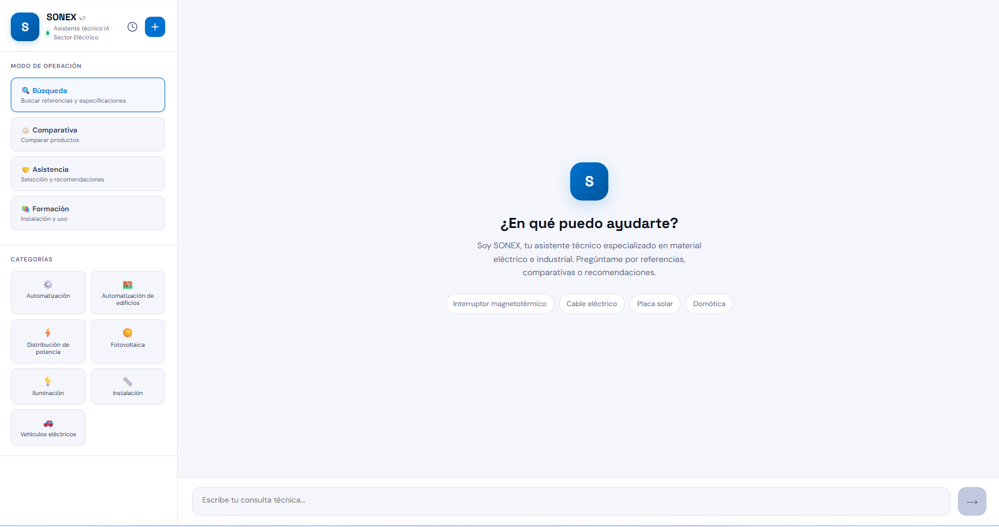 S
SONEX v7
Asistente técnico IA ·
Sector Eléctrico
MODO DE OPERACIÓN
Búsqueda
Buscar referencias y especificaciones
Comparativa
Comparar productos
Asistencia
Selección y recomendaciones
Formación
Instalación y uso
CATEGORÍAS
Automatización
Automatización de
edificios
Distribución de
potencia
Fotovoltaica
Iluminación
Instalación
Vehículos eléctricos
S
¿En qué puedo ayudarte?
Soy SONEX, tu asistente técnico especializado en material
eléctrico e industrial. Pregúntame por referencias,
comparativas o recomendaciones.
Interruptor magnetotérmico
Cable eléctrico
Placa solar
Domótica
Escribe tu consulta técnica...